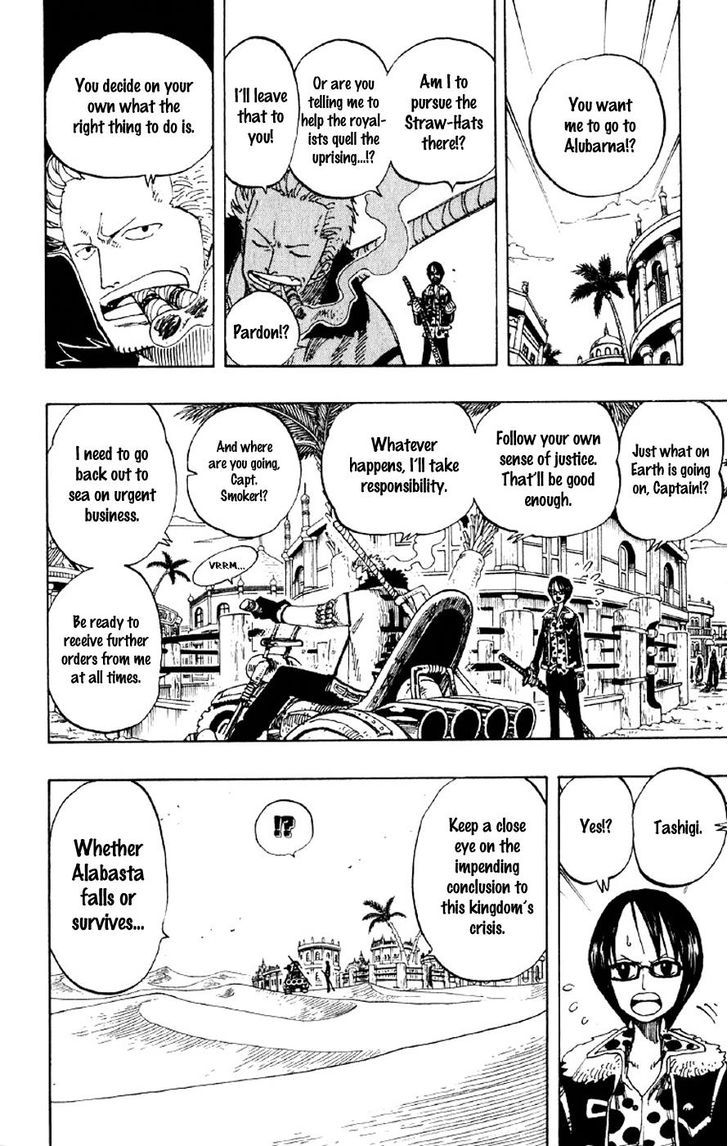 You want
me to go to
Alubarna!?
Am I to
pursue the
Straw-Hats
there!?
Or are you
telling me to
help the royal-
ists quell the
uprising...!?
I'll leave
that to
you!
Pardon!?
You decide on your
own what the
right thing to do is.
Just what on
Earth is going
on, Captain!?
Follow your own
sense of justice.
That'll be good
enough.
Whatever
happens, I'll take
responsibility.
And where
are you going,
Capt.
Smoker!?
VRRM...
I need to go
back out to
sea on urgent
business.
Be ready to
receive further
orders from me
at all times.
Tashigi.
Yes!?
Keep a close
eye on the
impending
conclusion to
this kingdom's
crisis.
!?
Whether
Alabasta
falls or
survives...